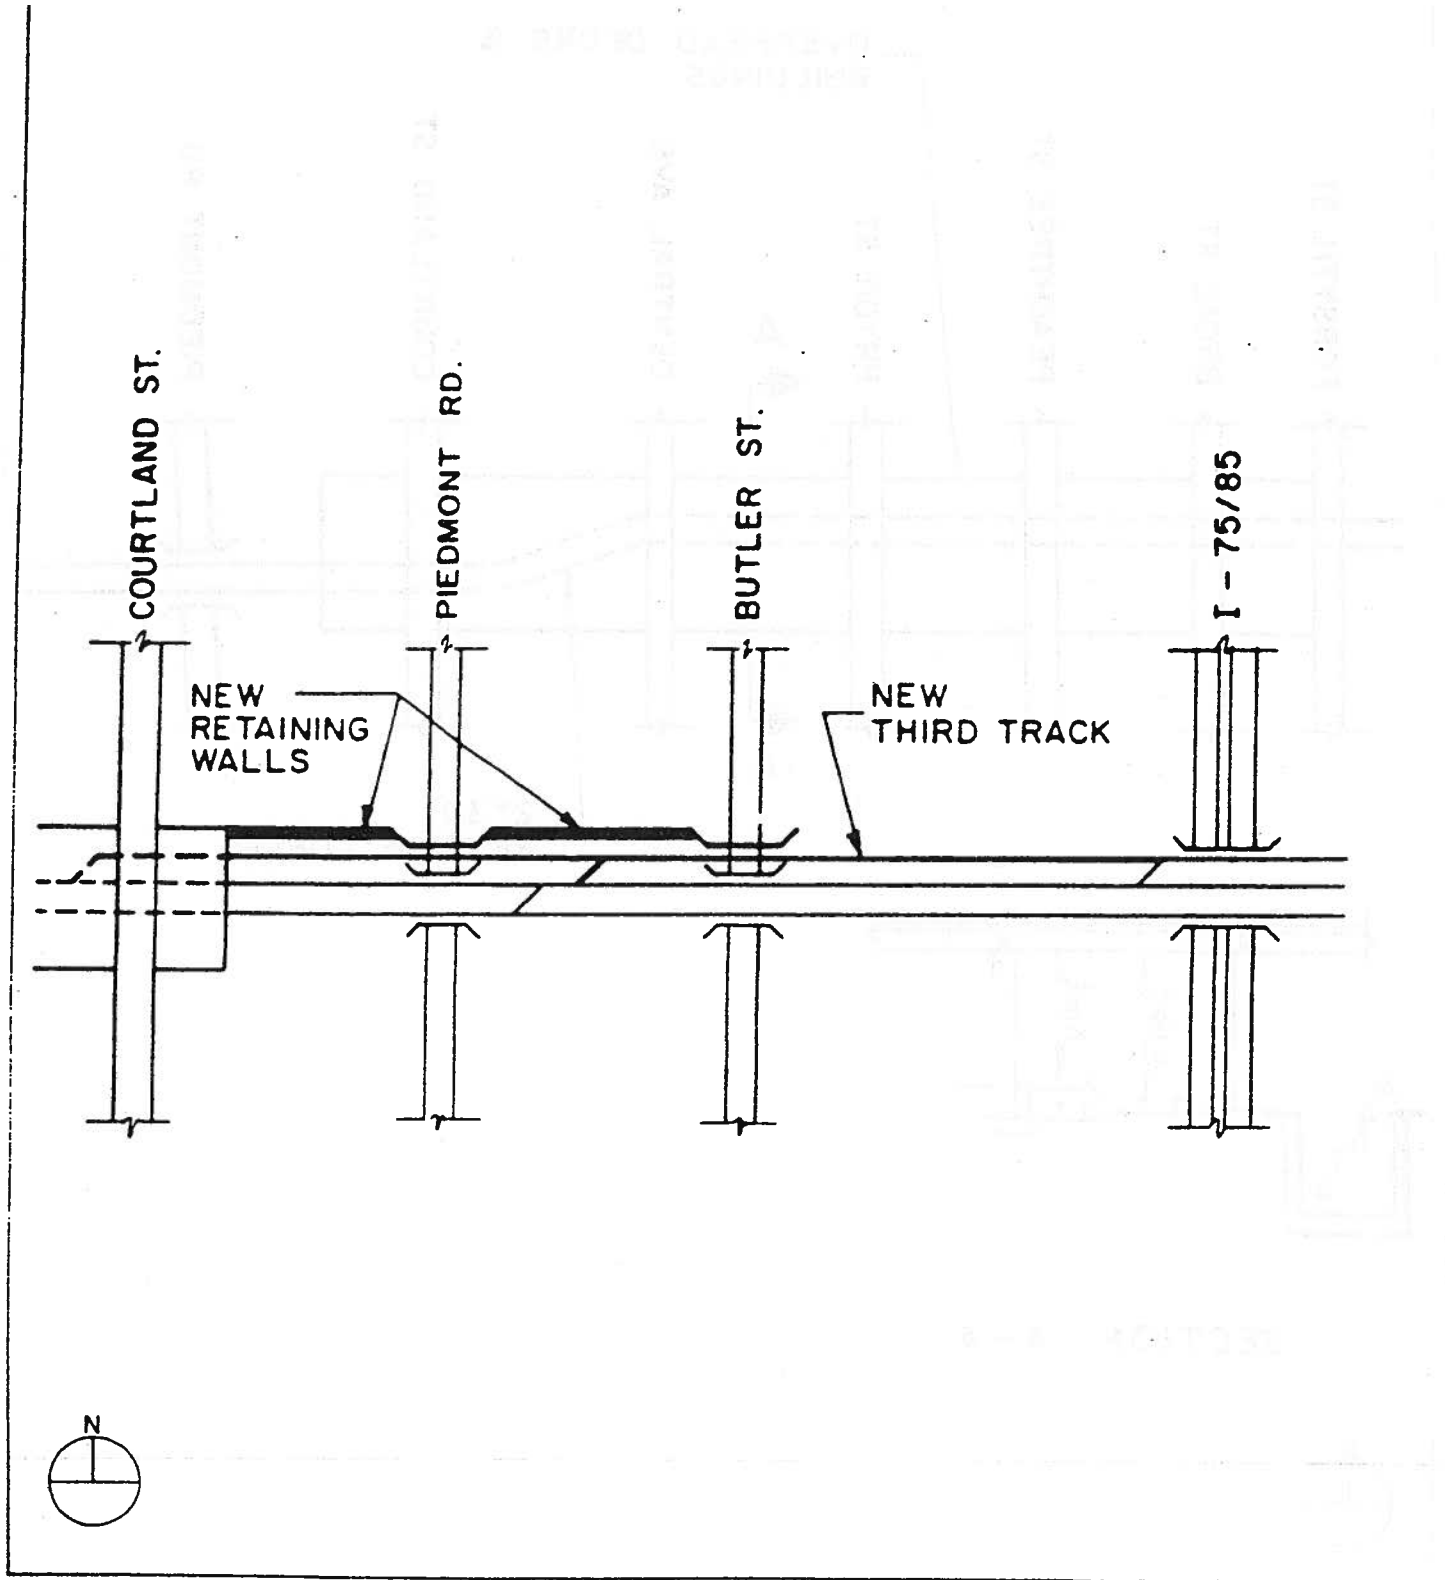 COURTLAND ST.
PIEDMONT RD.
BUTLER ST.
I-75/85
NEW
RETAINING
WALLS
NEW
THIRD TRACK
N